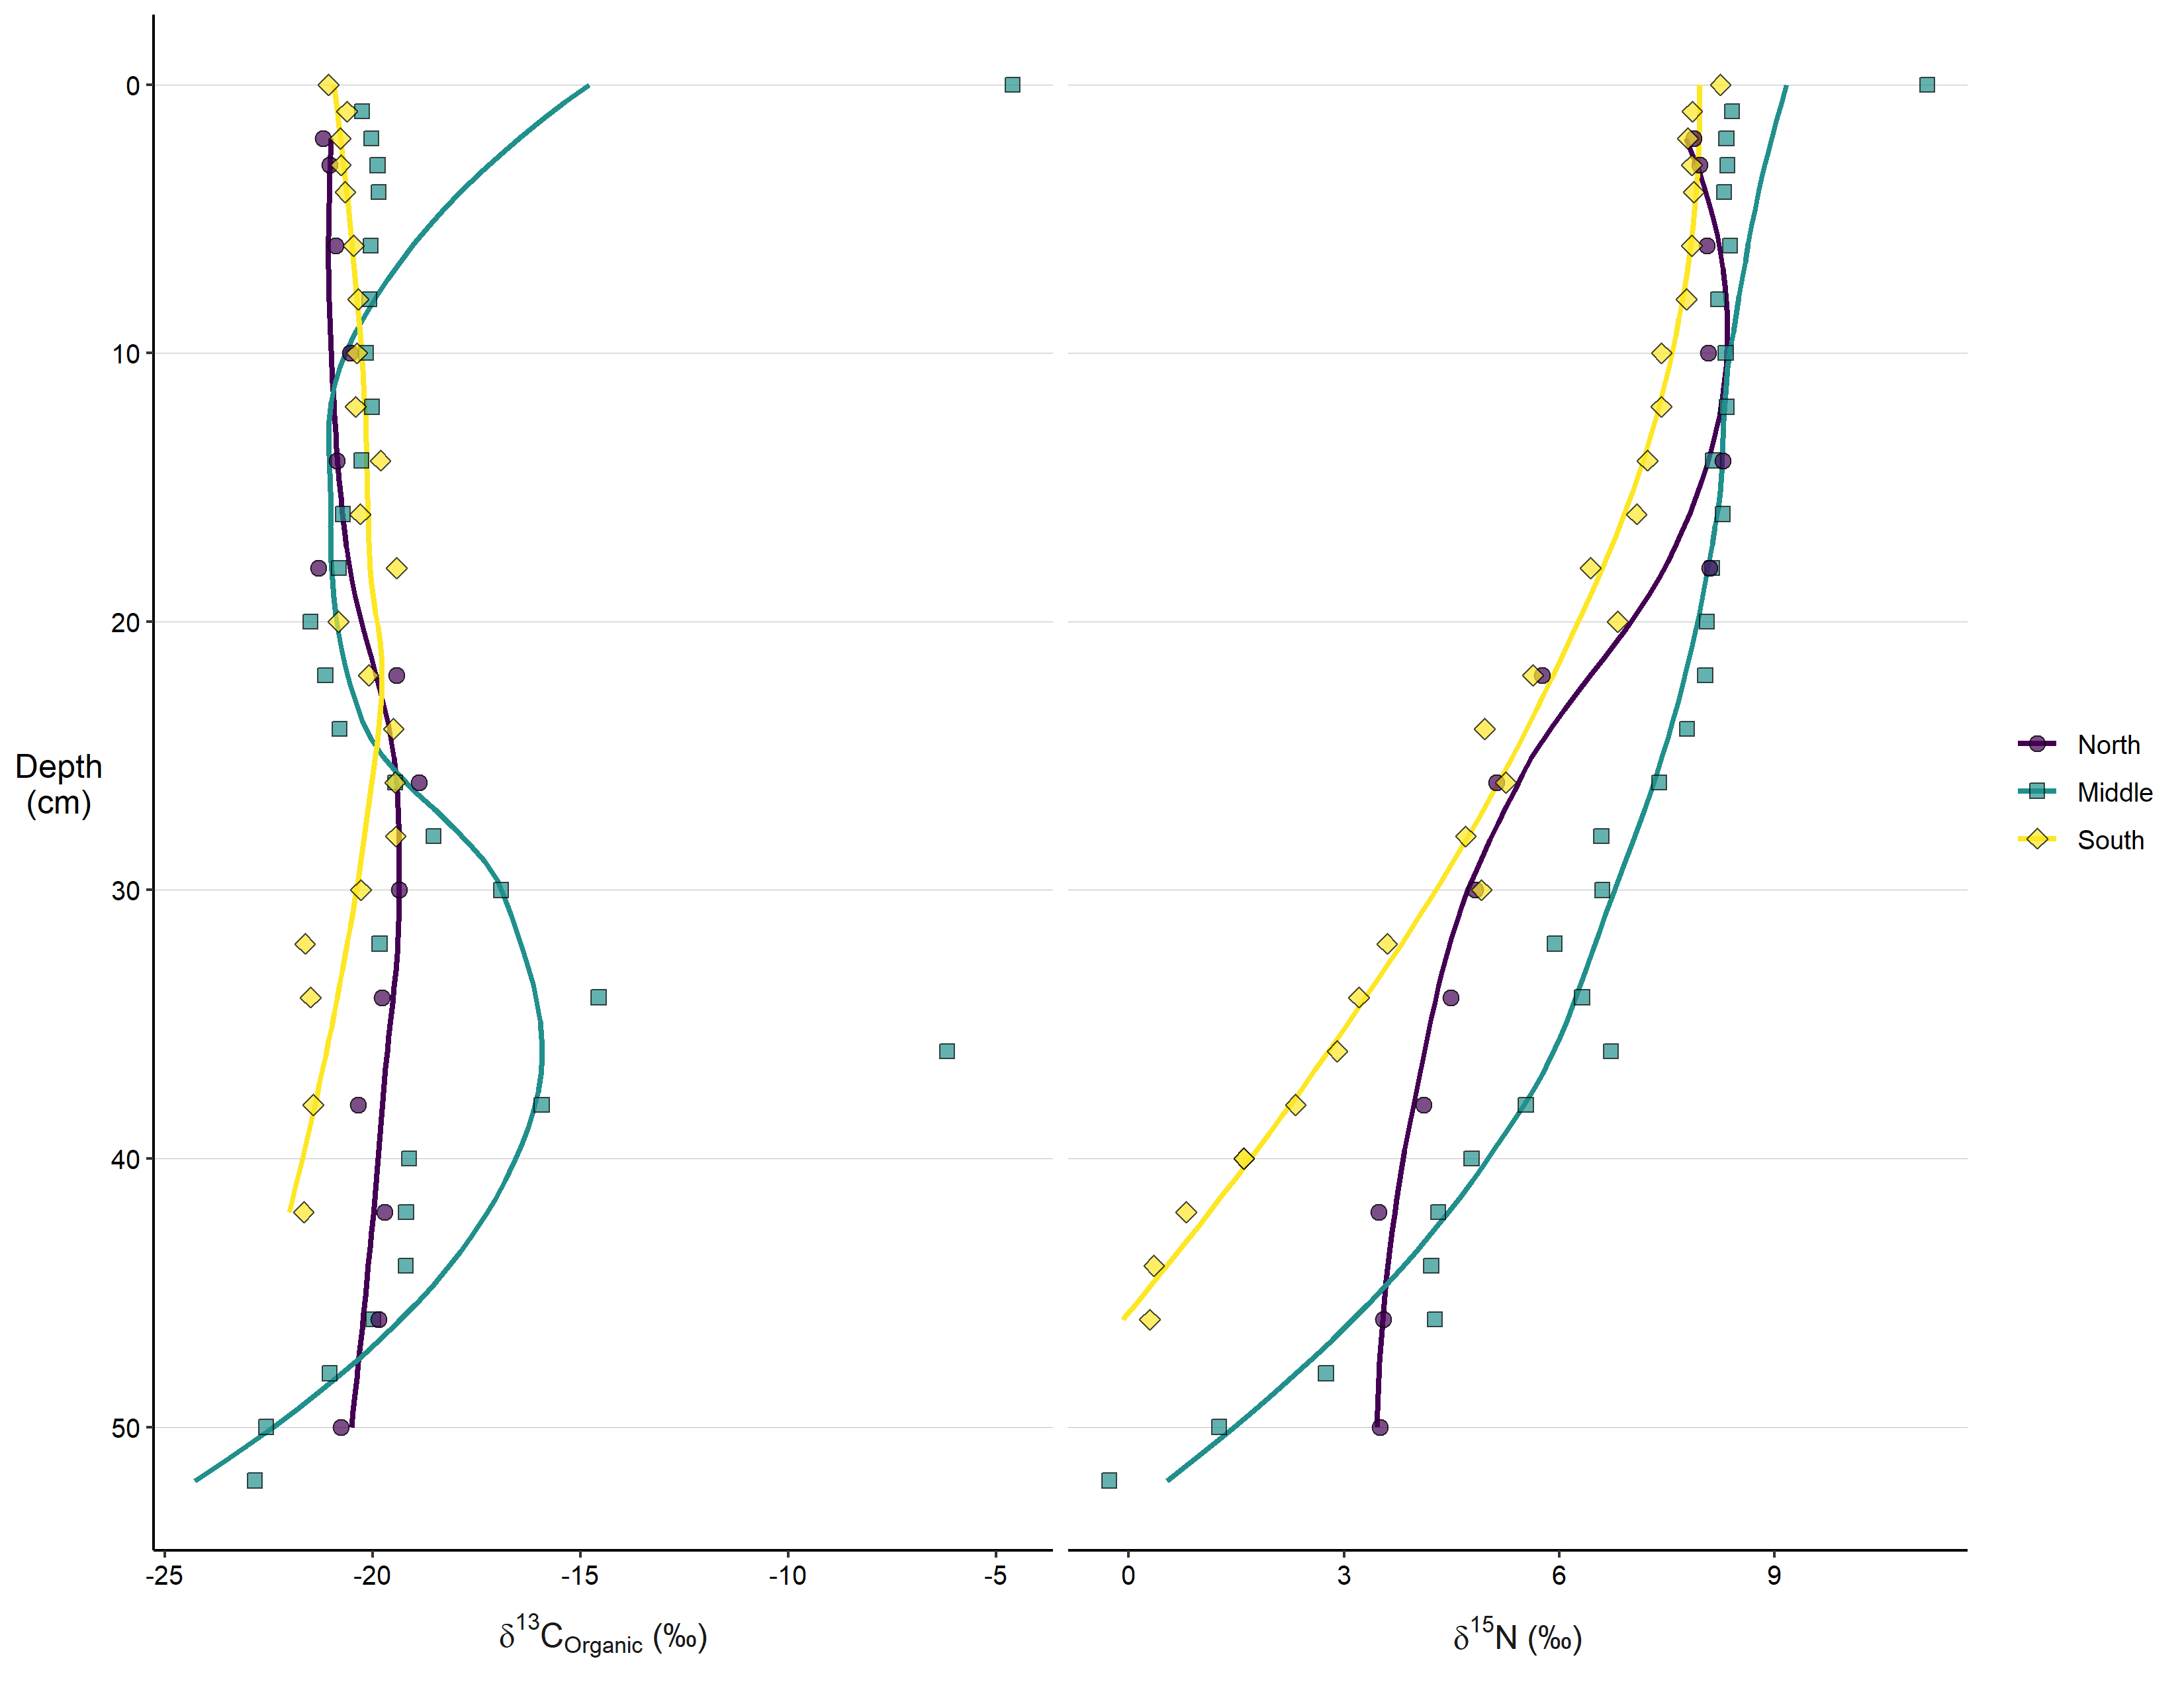 0
10
20
30
40
50
Depth
(cm)
-25 -20 -15 -10 -5
0 3 6 9
δ13COrganic (‰)
δ15N (‰)
North
Middle
South